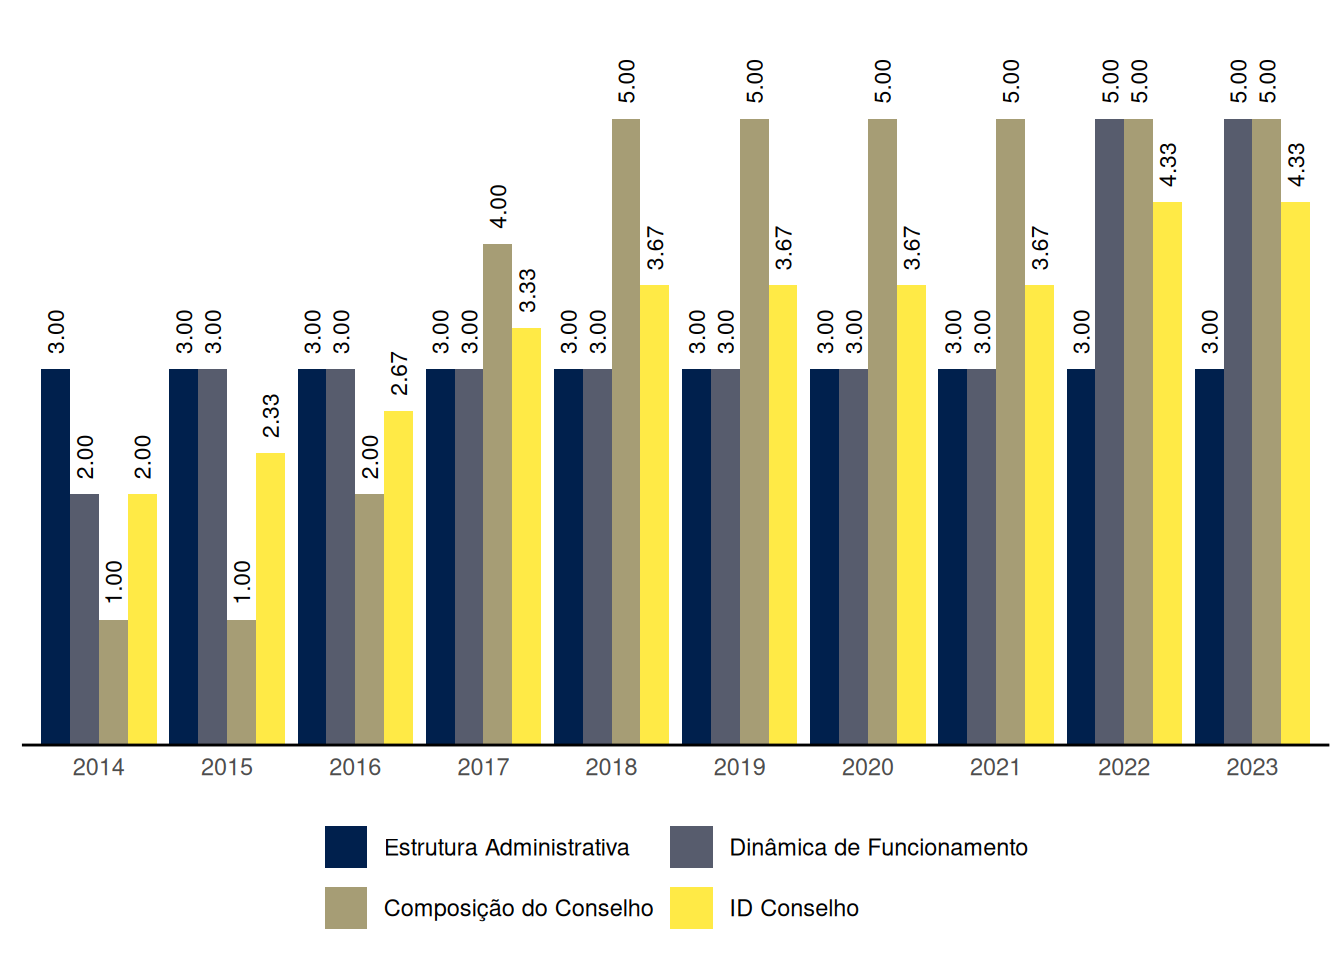 3.00 2.00 1.00 2.00
3.00 3.00 1.00 2.33
3.00 3.00 2.00 2.67
3.00 3.00 4.00 3.33
3.00 3.00 5.00 3.67
3.00 3.00 5.00 3.67
3.00 3.00 5.00 3.67
3.00 3.00 5.00 3.67
3.00 5.00 5.00 4.33
3.00 5.00 5.00 4.33
2014 2015 2016 2017 2018 2019 2020 2021 2022 2023
Estrutura Administrativa Dinâmica de Funcionamento
Composição do Conselho ID Conselho